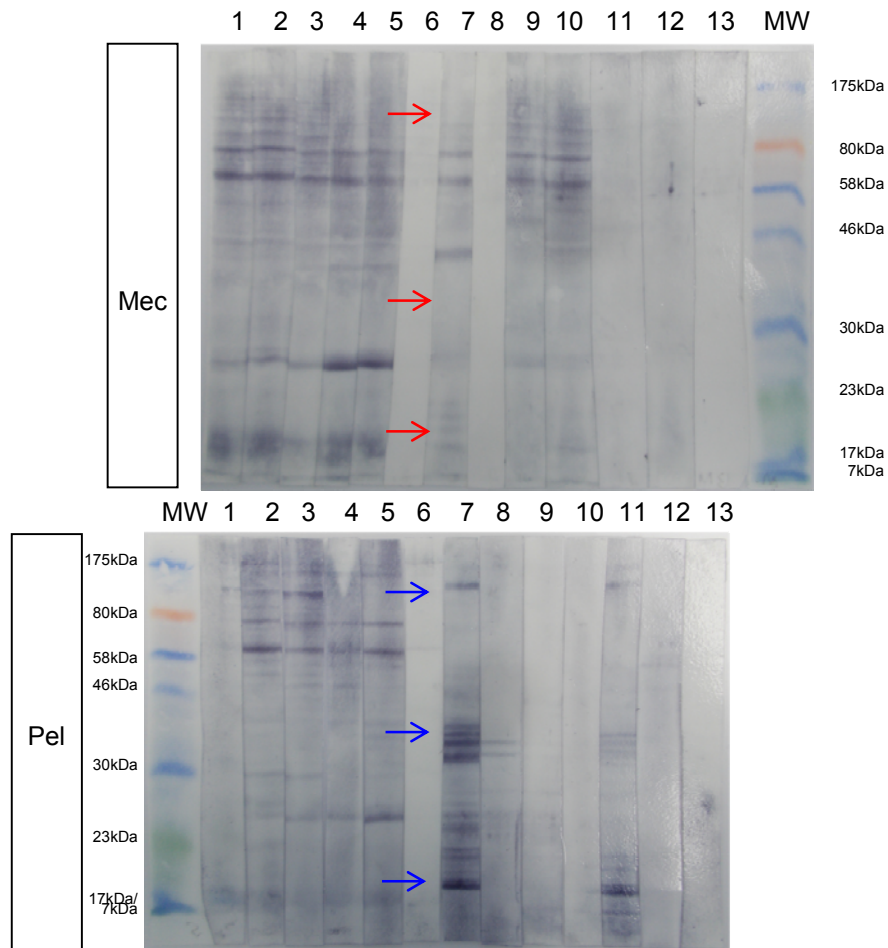 1 2 3 4 5 6 7 8 9 10 11 12 13 MW
175kDa
80kDa
58kDa
46kDa
Mec
30kDa
23kDa
17kDa
7kDa
MW 1 2 3 4 5 6 7 8 9 10 11 12 13
175kDa
80kDa
58kDa
46kDa
Pel
30kDa
23kDa
17kDa/
7kDa